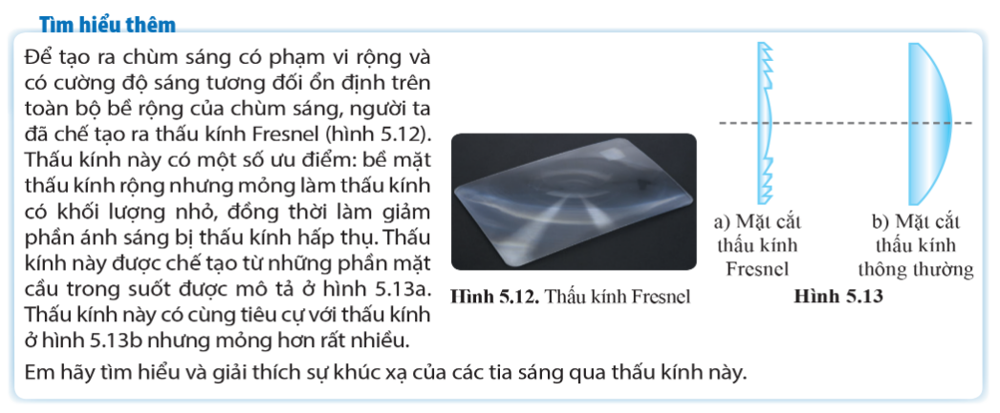 Tìm hiểu thêm
Để tạo ra chùm sáng có phạm vi rộng và
có cường độ sáng tương đối ổn định trên
toàn bộ bề rộng của chùm sáng, người ta
đã chế tạo ra thấu kính Fresnel (hình 5.12).
Thấu kính này có một số ưu điểm: bề mặt
thấu kính rộng nhưng mỏng làm thấu kính
có khối lượng nhỏ, đồng thời làm giảm
phần ánh sáng bị thấu kính hấp thụ. Thấu
kính này được chế tạo từ những phần mặt
cầu trong suốt được mô tả ở hình 5.13a.
Thấu kính này có cùng tiêu cự với thấu kính
ở hình 5.13b nhưng mỏng hơn rất nhiều.
Hình 5.12. Thấu kính Fresnel
a) Mặt cắt
thấu kính
Fresnel
b) Mặt cắt
thấu kính
thông thường
Hình 5.13
Em hãy tìm hiểu và giải thích sự khúc xạ của các tia sáng qua thấu kính này.